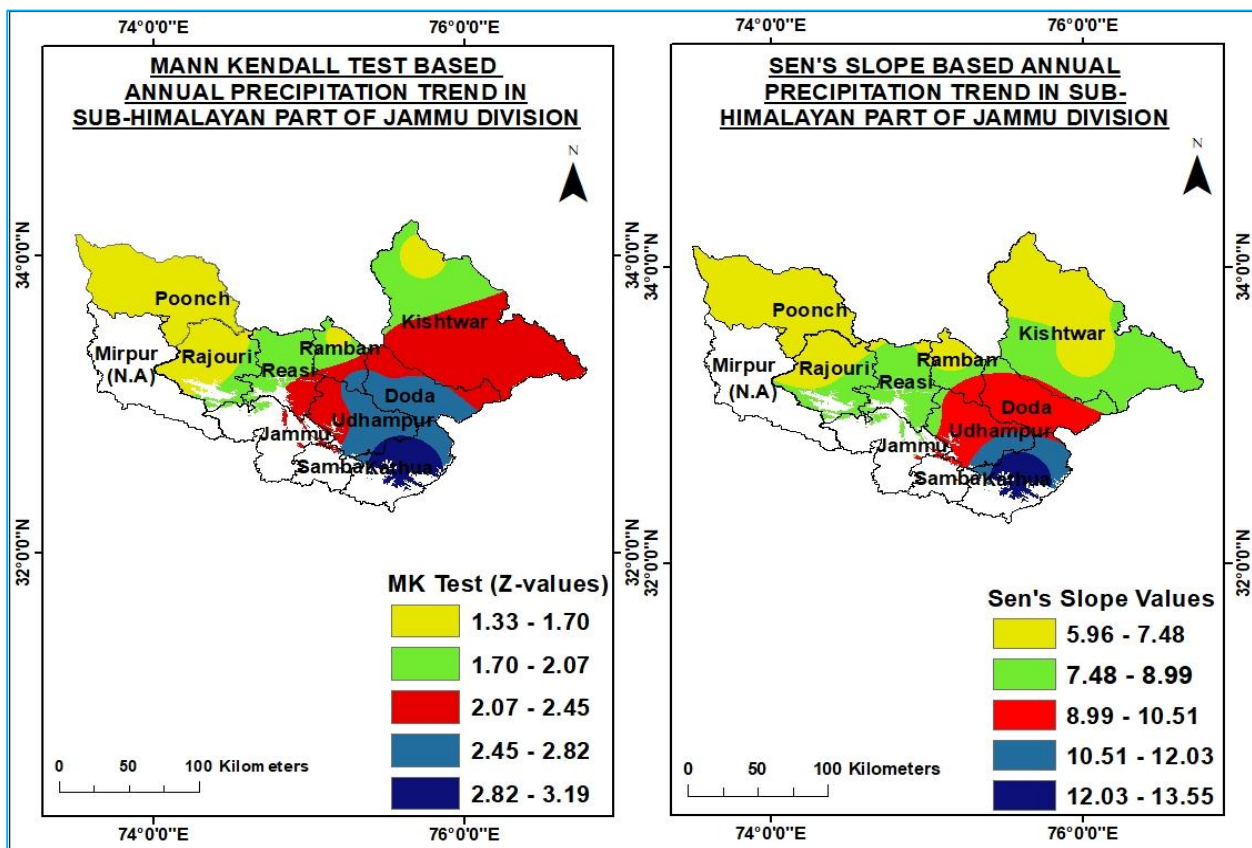 74°0'0"E
76°0'0"E
MANN KENDALL TEST BASED
ANNUAL PRECIPITATION TREND IN
SUB-HIMALAYAN PART OF JAMMU DIVISION
N
34°0'0"N
32°0'0"N
34°0'0"N
32°0'0"N
Poonch
Kishtwar
Mirpur
(N.A)
Rajouri
Ramban
Reasi
Doda
Udhampur
Jammu
Samba
Kathua
MK Test (Z-values)
1.33 - 1.70
1.70 - 2.07
2.07 - 2.45
2.45 - 2.82
2.82 - 3.19
0 50 100 Kilometers
74°0'0"E
76°0'0"E
74°0'0"E
76°0'0"E
SEN'S SLOPE BASED ANNUAL
PRECIPITATION TREND IN SUB-
HIMALAYAN PART OF JAMMU DIVISION
N
34°0'0"N
32°0'0"N
34°0'0"N
32°0'0"N
Poonch
Kishtwar
Mirpur
(N.A)
Rajouri
Ramban
Reasi
Doda
Udhampur
Jammu
Samba
Kathua
Sen's Slope Values
5.96 - 7.48
7.48 - 8.99
8.99 - 10.51
10.51 - 12.03
12.03 - 13.55
0 50 100 Kilometers
74°0'0"E
76°0'0"E